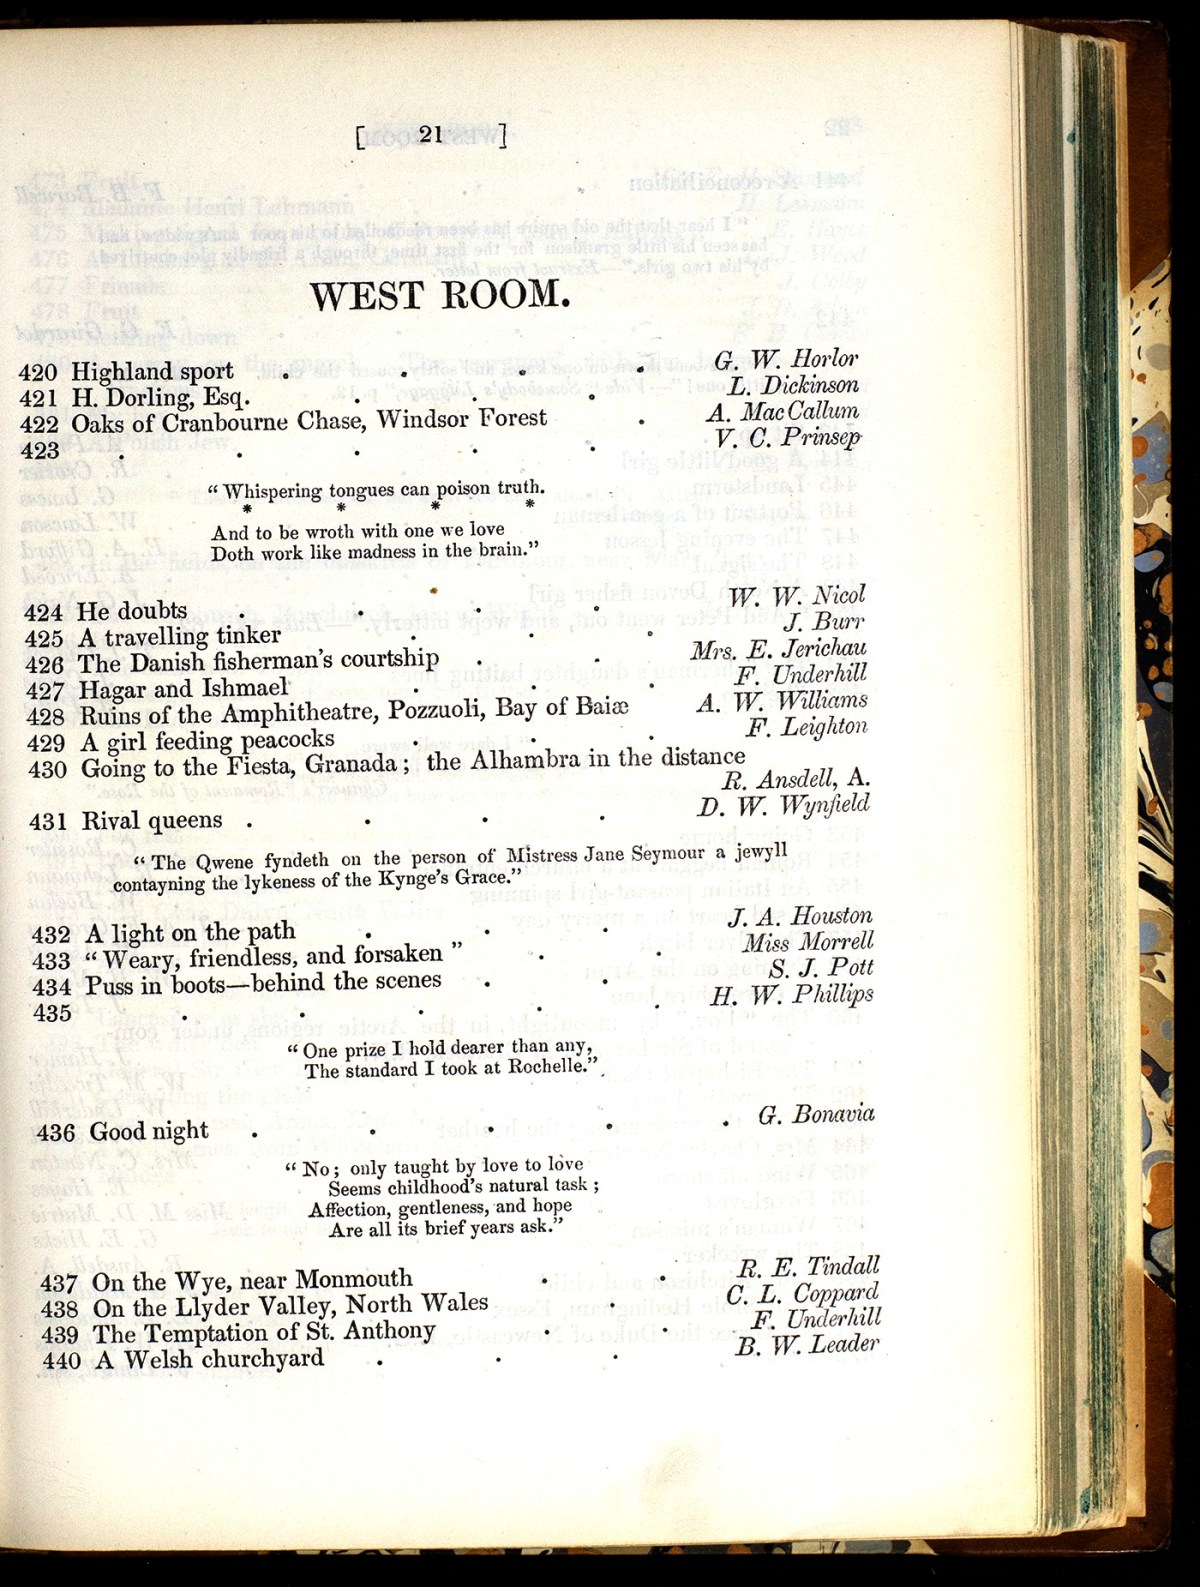 [ 21 ]
WEST ROOM.
420 Highland sport . . . . G. W. Horlor
421 H. Dorling, Esq. . . . L. Dickinson
422 Oaks of Cranbourne Chase, Windsor Forest . A. MacCallum
423 . . . . . V. C. Prinsep
“Whispering tongues can poison truth.
* * * *
And to be wroth with one we love
Doth work like madness in the brain.”
424 He doubts . . . . W. W. Nicol
425 A travelling tinker . . . J. Burr
426 The Danish fisherman’s courtship . . Mrs. E. Jerichau
427 Hagar and Ishmael . . . F. Underhill
428 Ruins of the Amphitheatre, Pozzuoli, Bay of Baiæ A. W. Williams
429 A girl feeding peacocks . . . F. Leighton
430 Going to the Fiesta, Granada; the Alhambra in the distance
R. Ansdell, A.
431 Rival queens . . . . D. W. Wynfield
“The Qwene fyndeth on the person of Mistress Jane Seymour a jewyll
contayning the lykeness of the Kynge’s Grace.”
432 A light on the path . . . J. A. Houston
433 “Weary, friendless, and forsaken” . . Miss Morrell
434 Puss in boots—behind the scenes . . S. J. Pott
435 . . . . . H. W. Phillips
“One prize I hold dearer than any,
The standard I took at Rochelle.”
436 Good night . . . . . G. Bonavia
“No; only taught by love to love
Seems childhood’s natural task;
Affection, gentleness, and hope
Are all its brief years ask.”
437 On the Wye, near Monmouth . . R. E. Tindall
438 On the Llyder Valley, North Wales . C. L. Coppard
439 The Temptation of St. Anthony . . F. Underhill
440 A Welsh churchyard . . . B. W. Leader